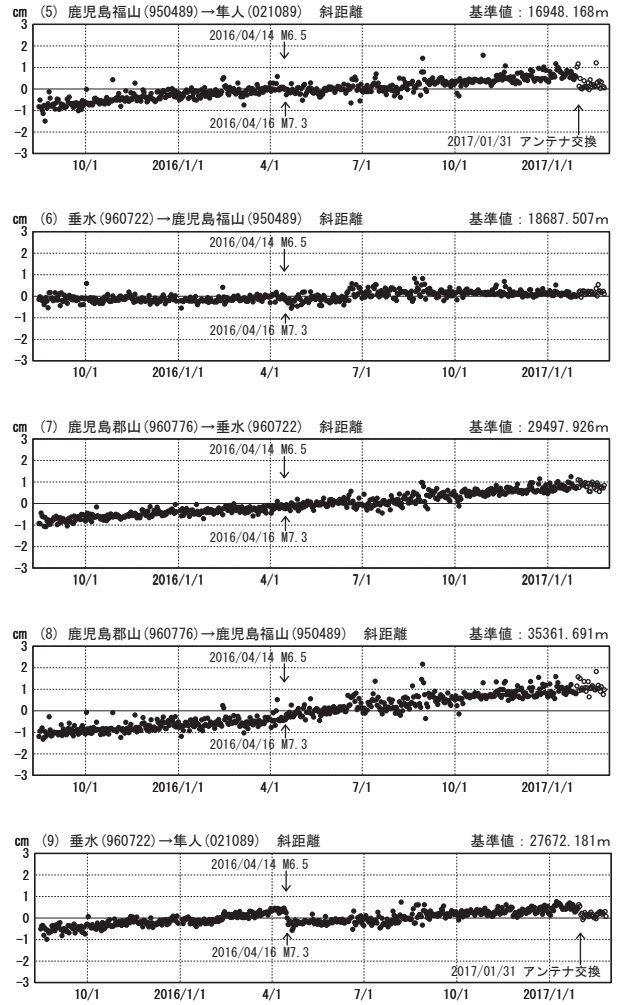 cm (5) 鹿児島福山(950489)→隼人(021089) 斜距離 基準値：16948.168m
3
2016/04/14 M6.5
2
1
0
-1
2016/04/16 M7.3
-2
2017/01/31 アンテナ交換
-3
10/1 2016/1/1 4/1 7/1 10/1 2017/1/1
cm (6) 垂水(960722)→鹿児島福山(950489) 斜距離 基準値：18687.507m
3
2016/04/14 M6.5
2
1
0
-1
2016/04/16 M7.3
-2
-3
10/1 2016/1/1 4/1 7/1 10/1 2017/1/1
cm (7) 鹿児島郡山(960776)→垂水(960722) 斜距離 基準値：29497.926m
3
2016/04/14 M6.5
2
1
0
-1
2016/04/16 M7.3
-2
-3
10/1 2016/1/1 4/1 7/1 10/1 2017/1/1
cm (8) 鹿児島郡山(960776)→鹿児島福山(950489) 斜距離 基準値：35361.691m
3
2016/04/14 M6.5
2
1
0
-1
2016/04/16 M7.3
-2
-3
10/1 2016/1/1 4/1 7/1 10/1 2017/1/1
cm (9) 垂水(960722)→隼人(021089) 斜距離 基準値：27672.181m
3
2016/04/14 M6.5
2
1
0
-1
2016/04/16 M7.3
-2
2017/01/31 アンテナ交換
-3
10/1 2016/1/1 4/1 7/1 10/1 2017/1/1